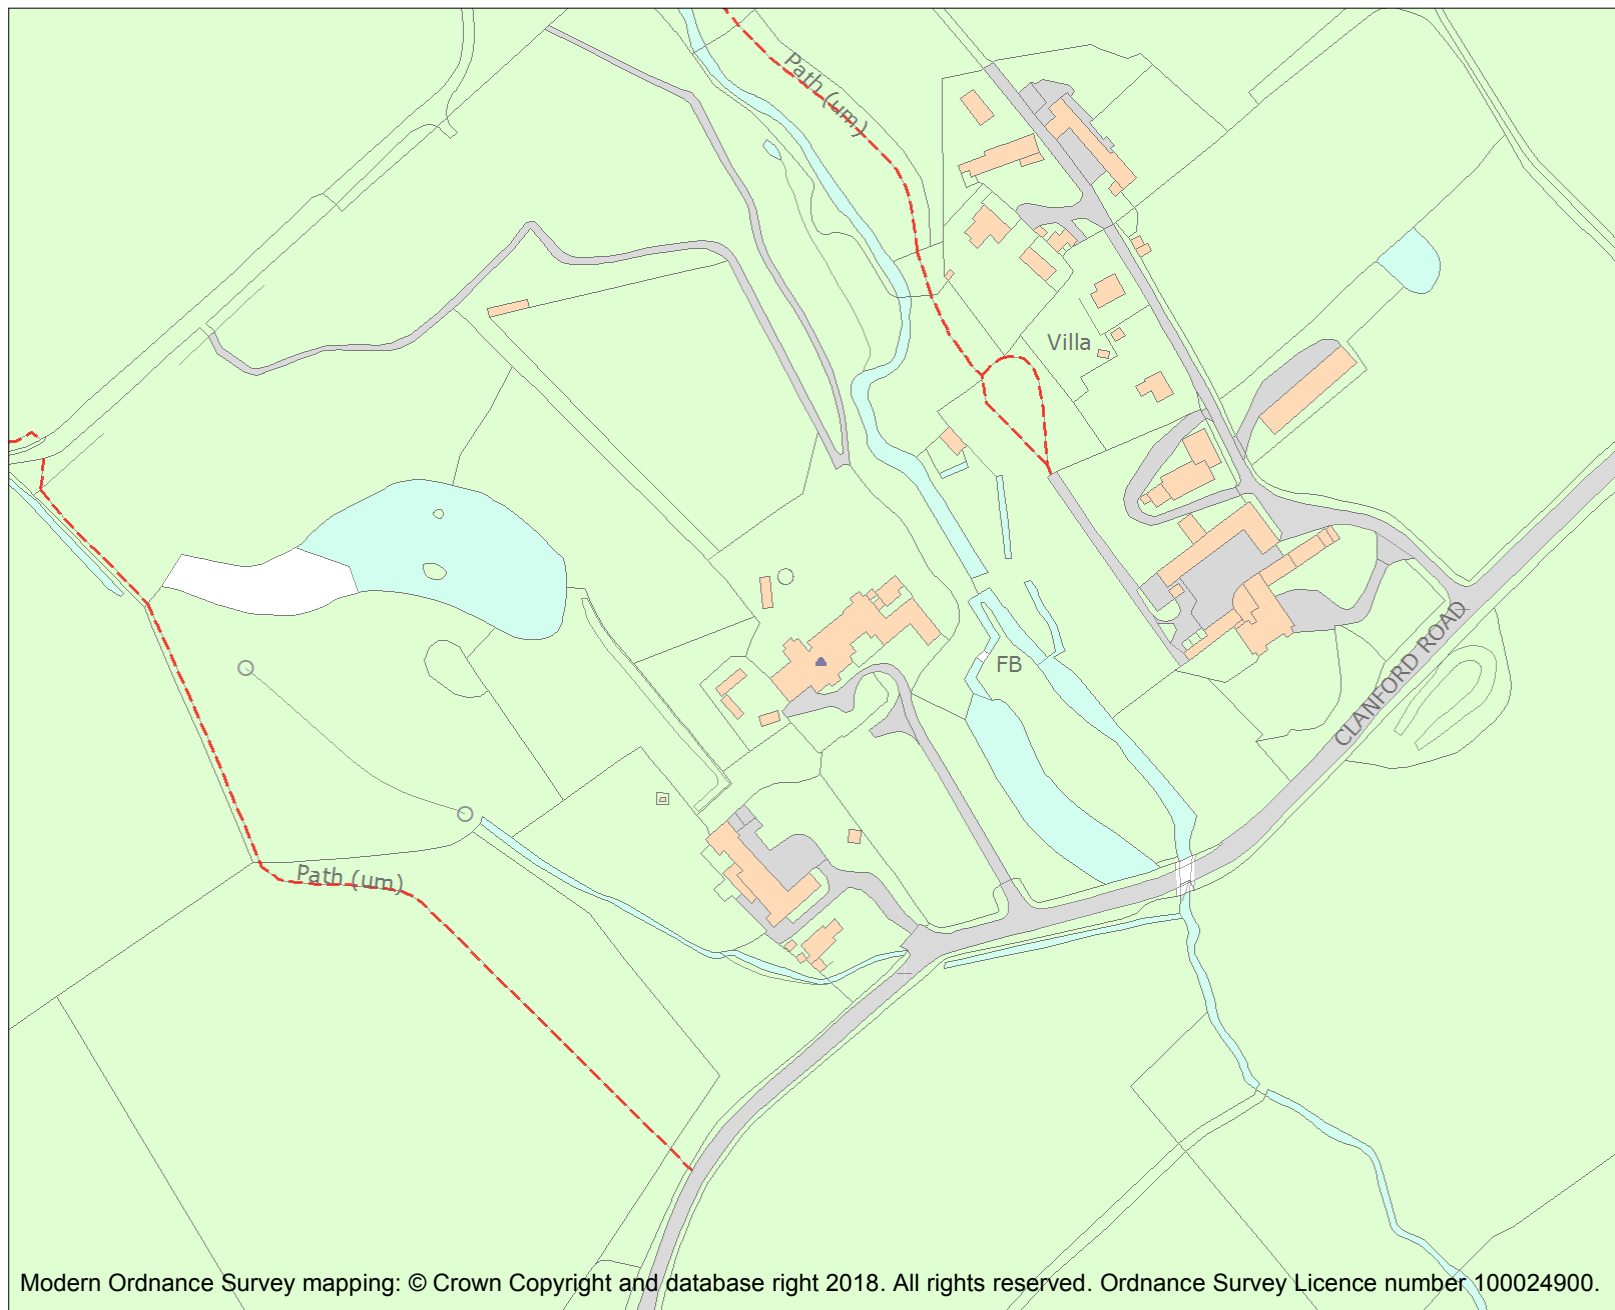 Path (um)
Villa
FB
CLANFORD ROAD
Path (um)
Modern Ordnance Survey mapping: © Crown Copyright and database right 2018. All rights reserved. Ordnance Survey Licence number 100024900.